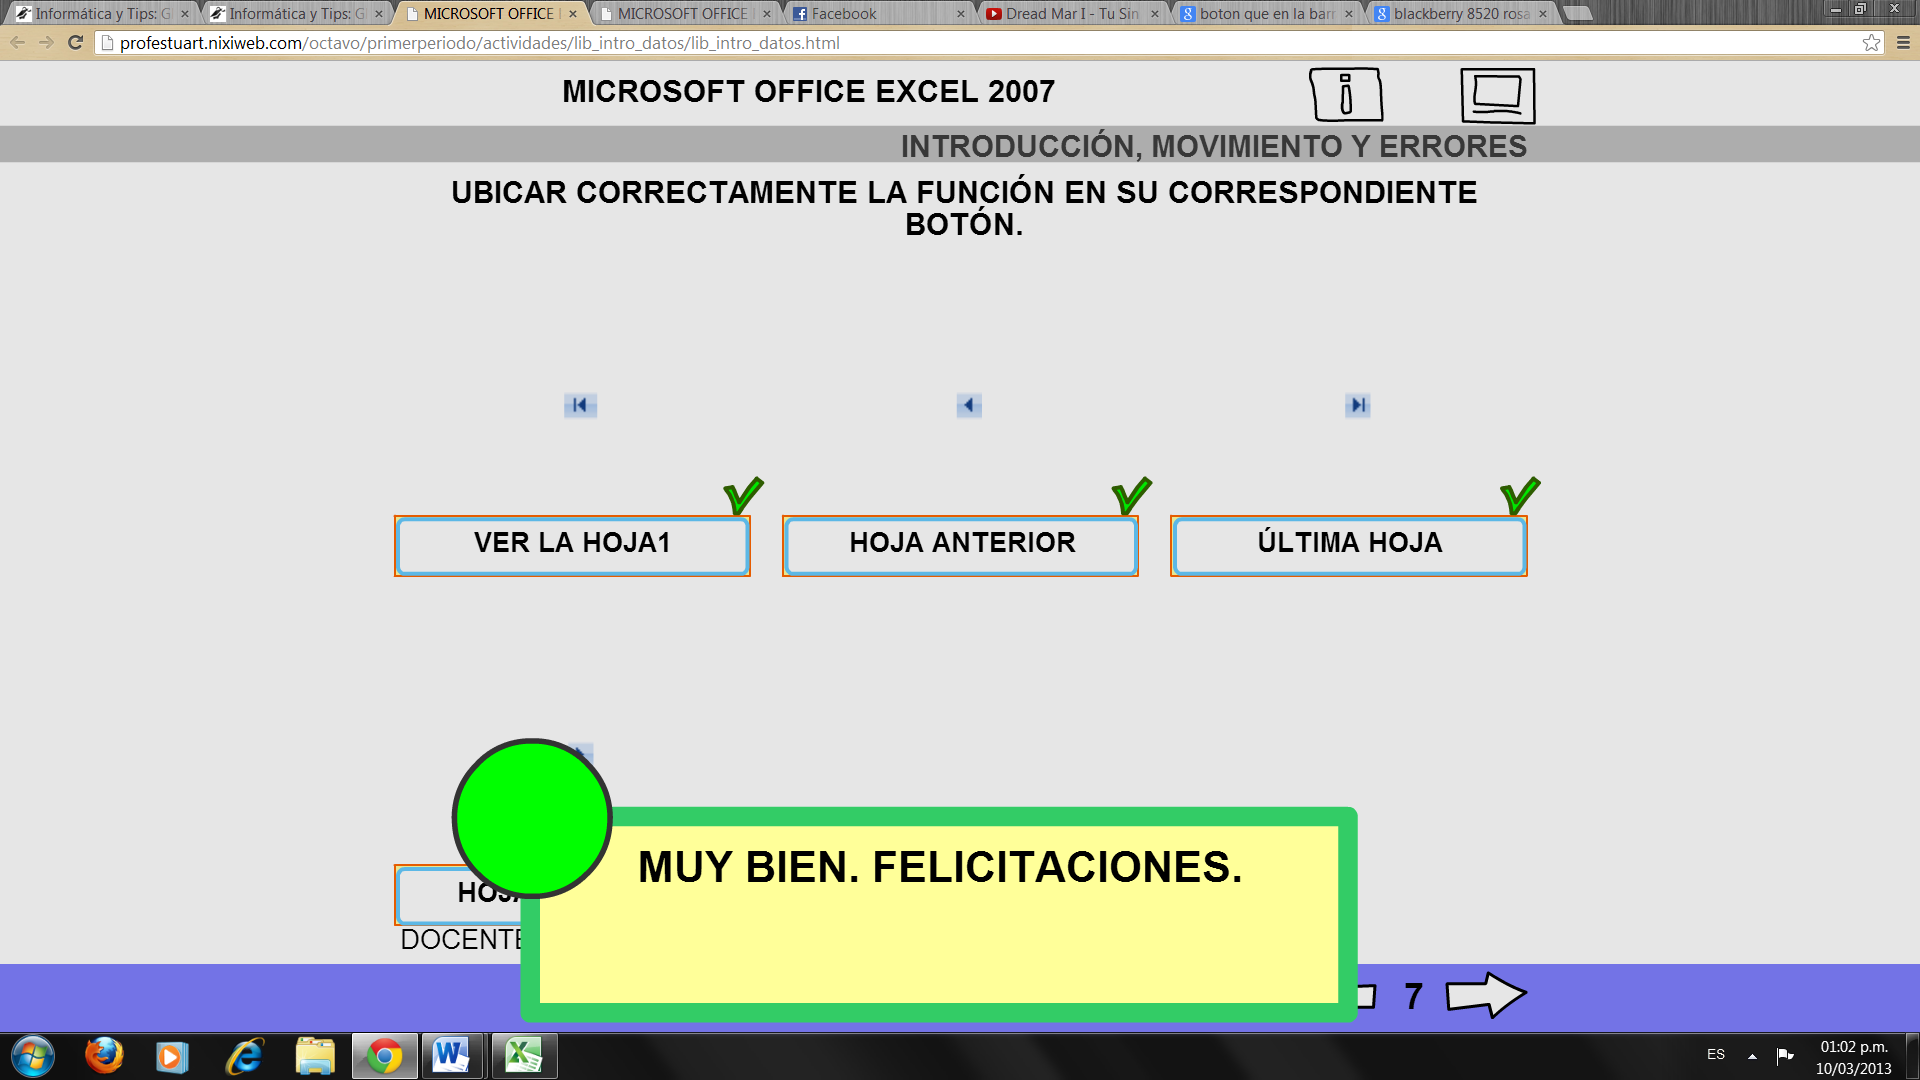 Informática y Tips: G
Informática y Tips: G
MICROSOFT OFFICE
MICROSOFT OFFICE
Facebook
Dread Mar I - Tu Sin
boton que en la barr
blackberry 8520 rosa
profestuart.nixiweb.com/octavo/primerperiodo/actividades/lib_intro_datos/lib_intro_datos.html
MICROSOFT OFFICE EXCEL 2007
INTRODUCCIÓN, MOVIMIENTO Y ERRORES
UBICAR CORRECTAMENTE LA FUNCIÓN EN SU CORRESPONDIENTE
BOTÓN.
VER LA HOJA1
HOJA ANTERIOR
ÚLTIMA HOJA
MUY BIEN. FELICITACIONES.
DOCENTE
7
ES
01:02 p.m.
10/03/2013